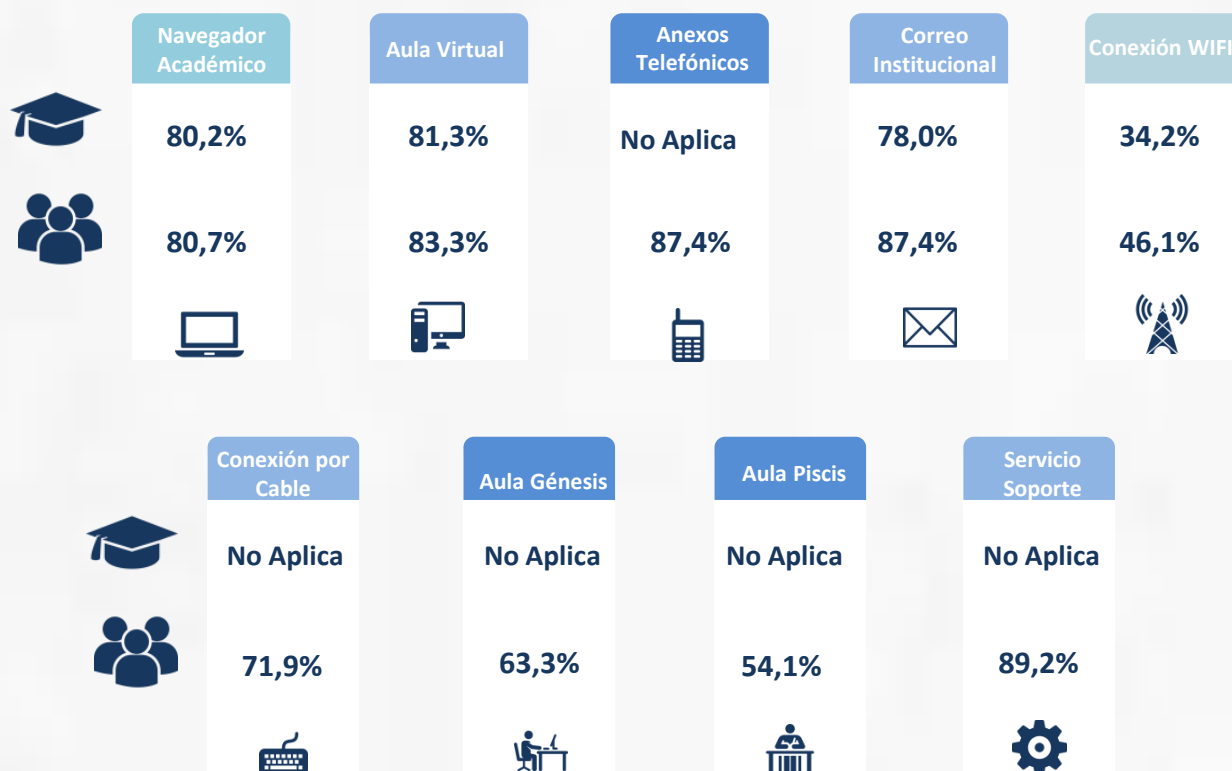 Navegador
Académico
Aula Virtual
Anexos
Telefónicos
Correo
Institucional
Conexión WIFI
80,2%
81,3%
No Aplica
78,0%
34,2%
80,7%
83,3%
87,4%
87,4%
46,1%
Conexión por
Cable
Aula Génesis
Aula Piscis
Servicio
Soporte
No Aplica
No Aplica
No Aplica
No Aplica
71,9%
63,3%
54,1%
89,2%